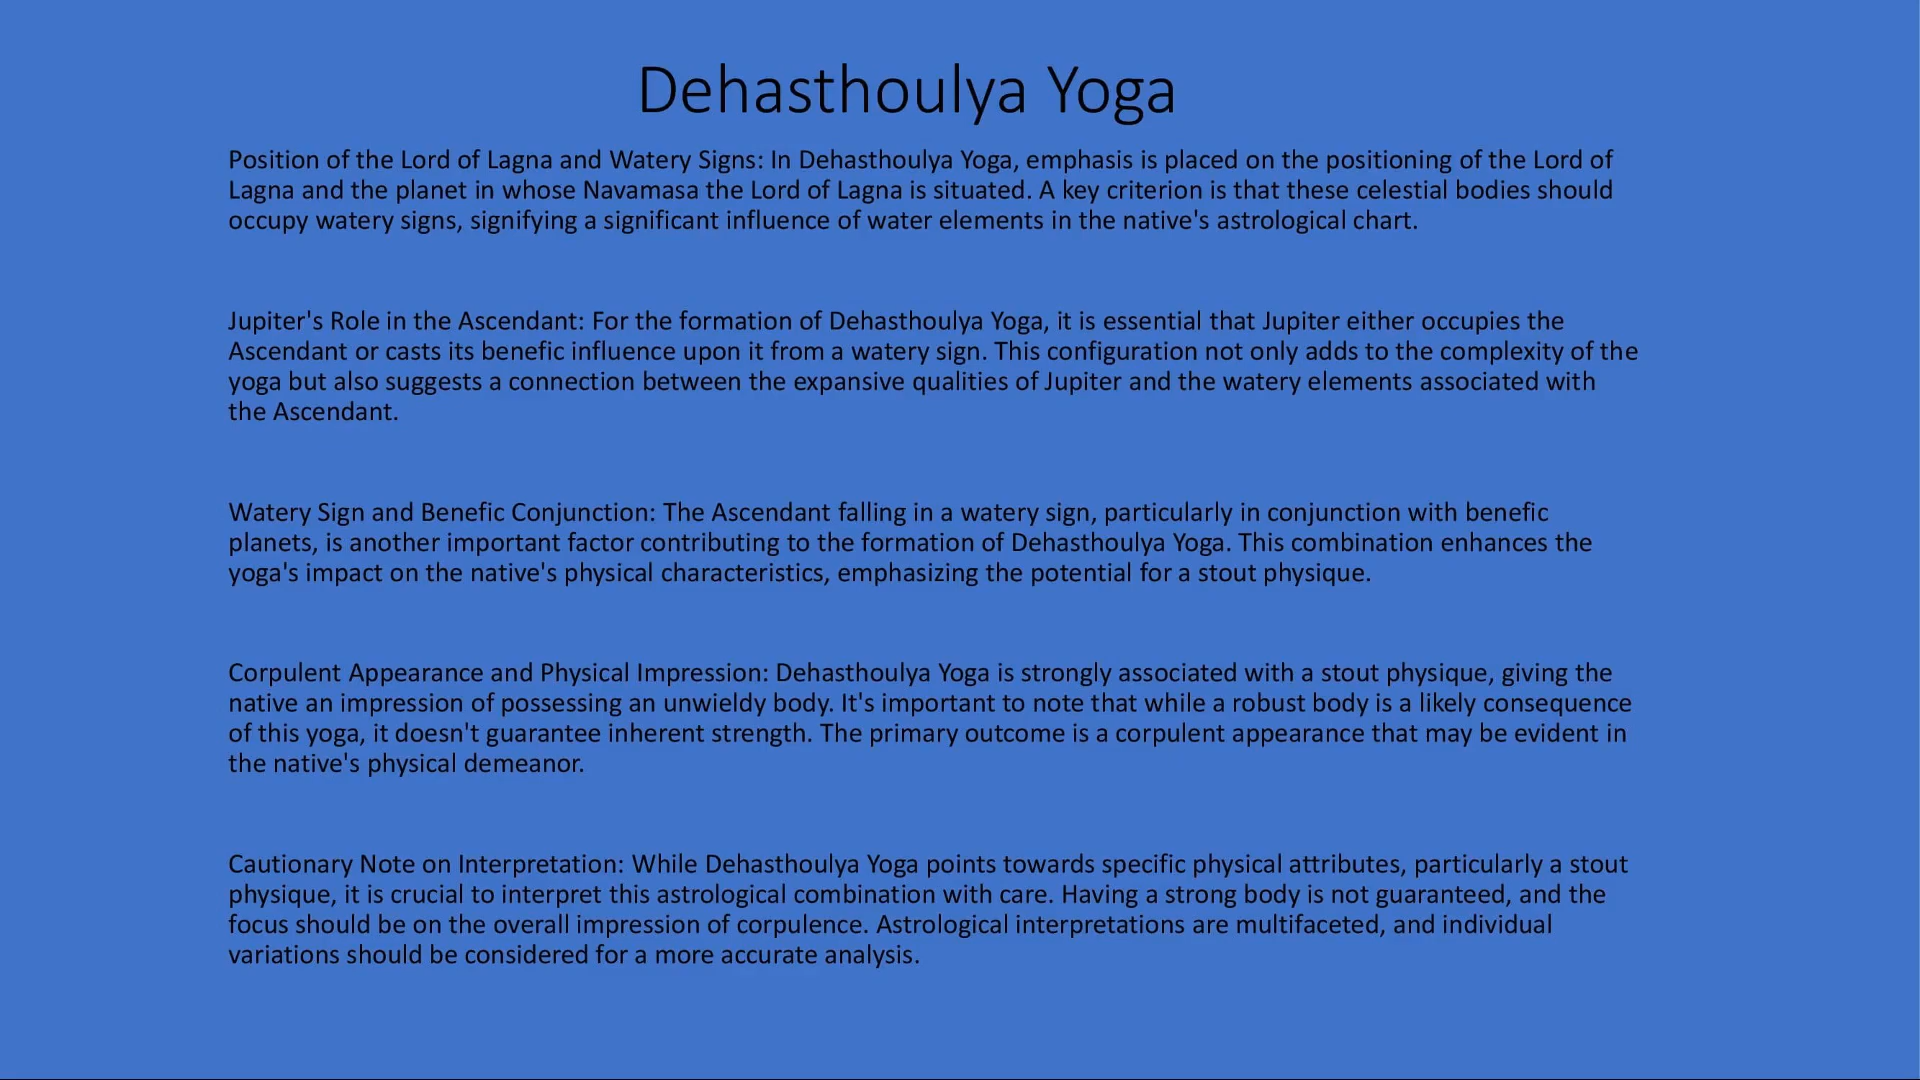 Dehasthoulya Yoga
Position of the Lord of Lagna and Watery Signs: In Dehasthoulya Yoga, emphasis is placed on the positioning of the Lord of
Lagna and the planet in whose Navamasa the Lord of Lagna is situated. A key criterion is that these celestial bodies should
occupy watery signs, signifying a significant influence of water elements in the native's astrological chart.
Jupiter's Role in the Ascendant: For the formation of Dehasthoulya Yoga, it is essential that Jupiter either occupies the
Ascendant or casts its benefic influence upon it from a watery sign. This configuration not only adds to the complexity of the
yoga but also suggests a connection between the expansive qualities of Jupiter and the watery elements associated with
the Ascendant.
Watery Sign and Benefic Conjunction: The Ascendant falling in a watery sign, particularly in conjunction with benefic
planets, is another important factor contributing to the formation of Dehasthoulya Yoga. This combination enhances the
yoga's impact on the native's physical characteristics, emphasizing the potential for a stout physique.
Corpulent Appearance and Physical Impression: Dehasthoulya Yoga is strongly associated with a stout physique, giving the
native an impression of possessing an unwieldy body. It's important to note that while a robust body is a likely consequence
of this yoga, it doesn't guarantee inherent strength. The primary outcome is a corpulent appearance that may be evident in
the native's physical demeanor.
Cautionary Note on Interpretation: While Dehasthoulya Yoga points towards specific physical attributes, particularly a stout
physique, it is crucial to interpret this astrological combination with care. Having a strong body is not guaranteed, and the
focus should be on the overall impression of corpulence. Astrological interpretations are multifaceted, and individual
variations should be considered for a more accurate analysis.